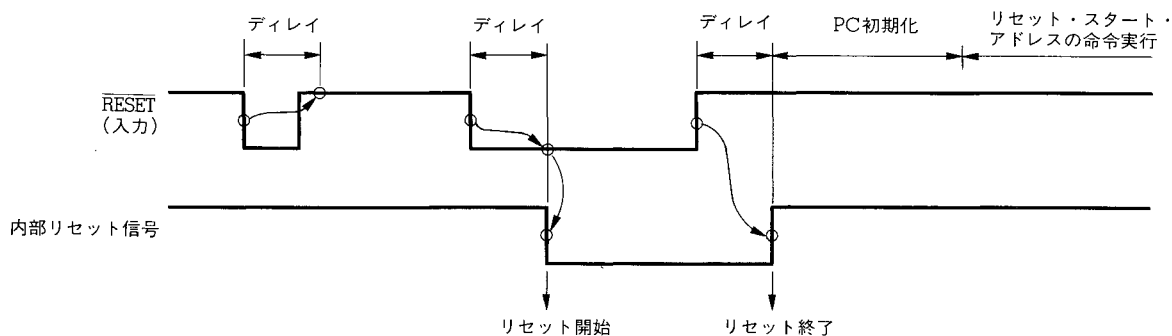 ディレイ
ディレイ
ディレイ
PC初期化
リセット・スタート・
アドレスの命令実行
RESET
（入力）
内部リセット信号
リセット開始
リセット終了